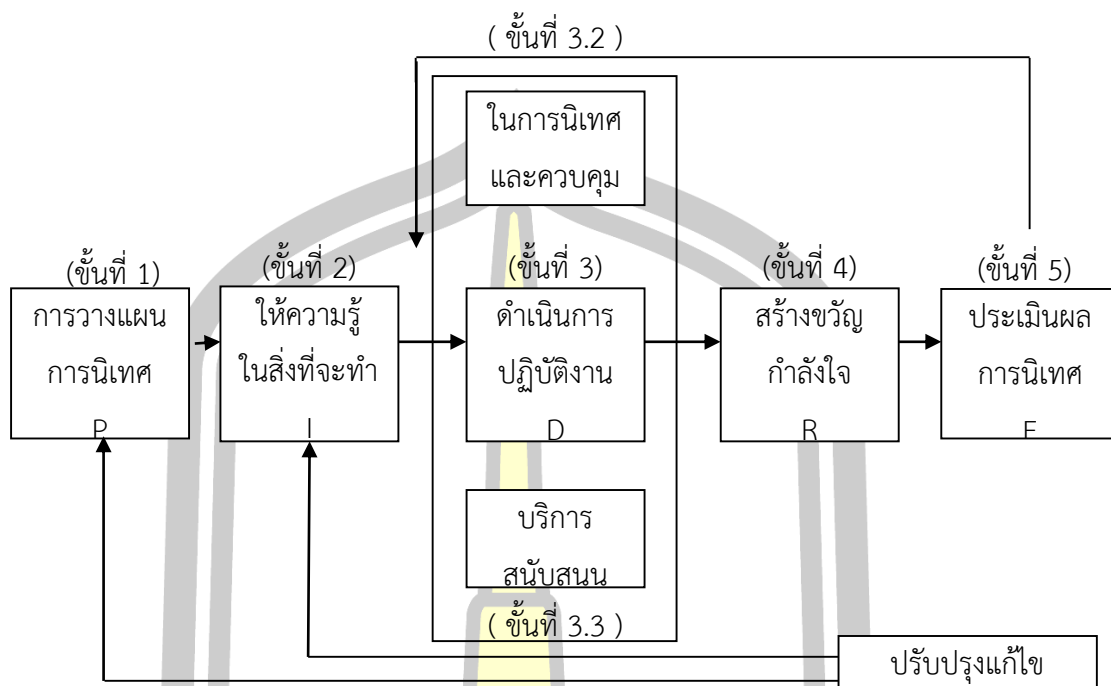 ( ขั้นที่ 3.2 )
ในการนิเทศ
และควบคุม
(ขั้นที่ 1)
การวางแผน
การนิเทศ
P
(ขั้นที่ 2)
ให้ความรู้
ในสิ่งที่จะทำ
I
(ขั้นที่ 3)
ดำเนินการ
ปฏิบัติงาน
D
(ขั้นที่ 4)
สร้างขวัญ
กำลังใจ
R
(ขั้นที่ 5)
ประเมินผล
การนิเทศ
E
บริการ
สนับสนน
( ขั้นที่ 3.3 )
ปรับปรุงแก้ไข